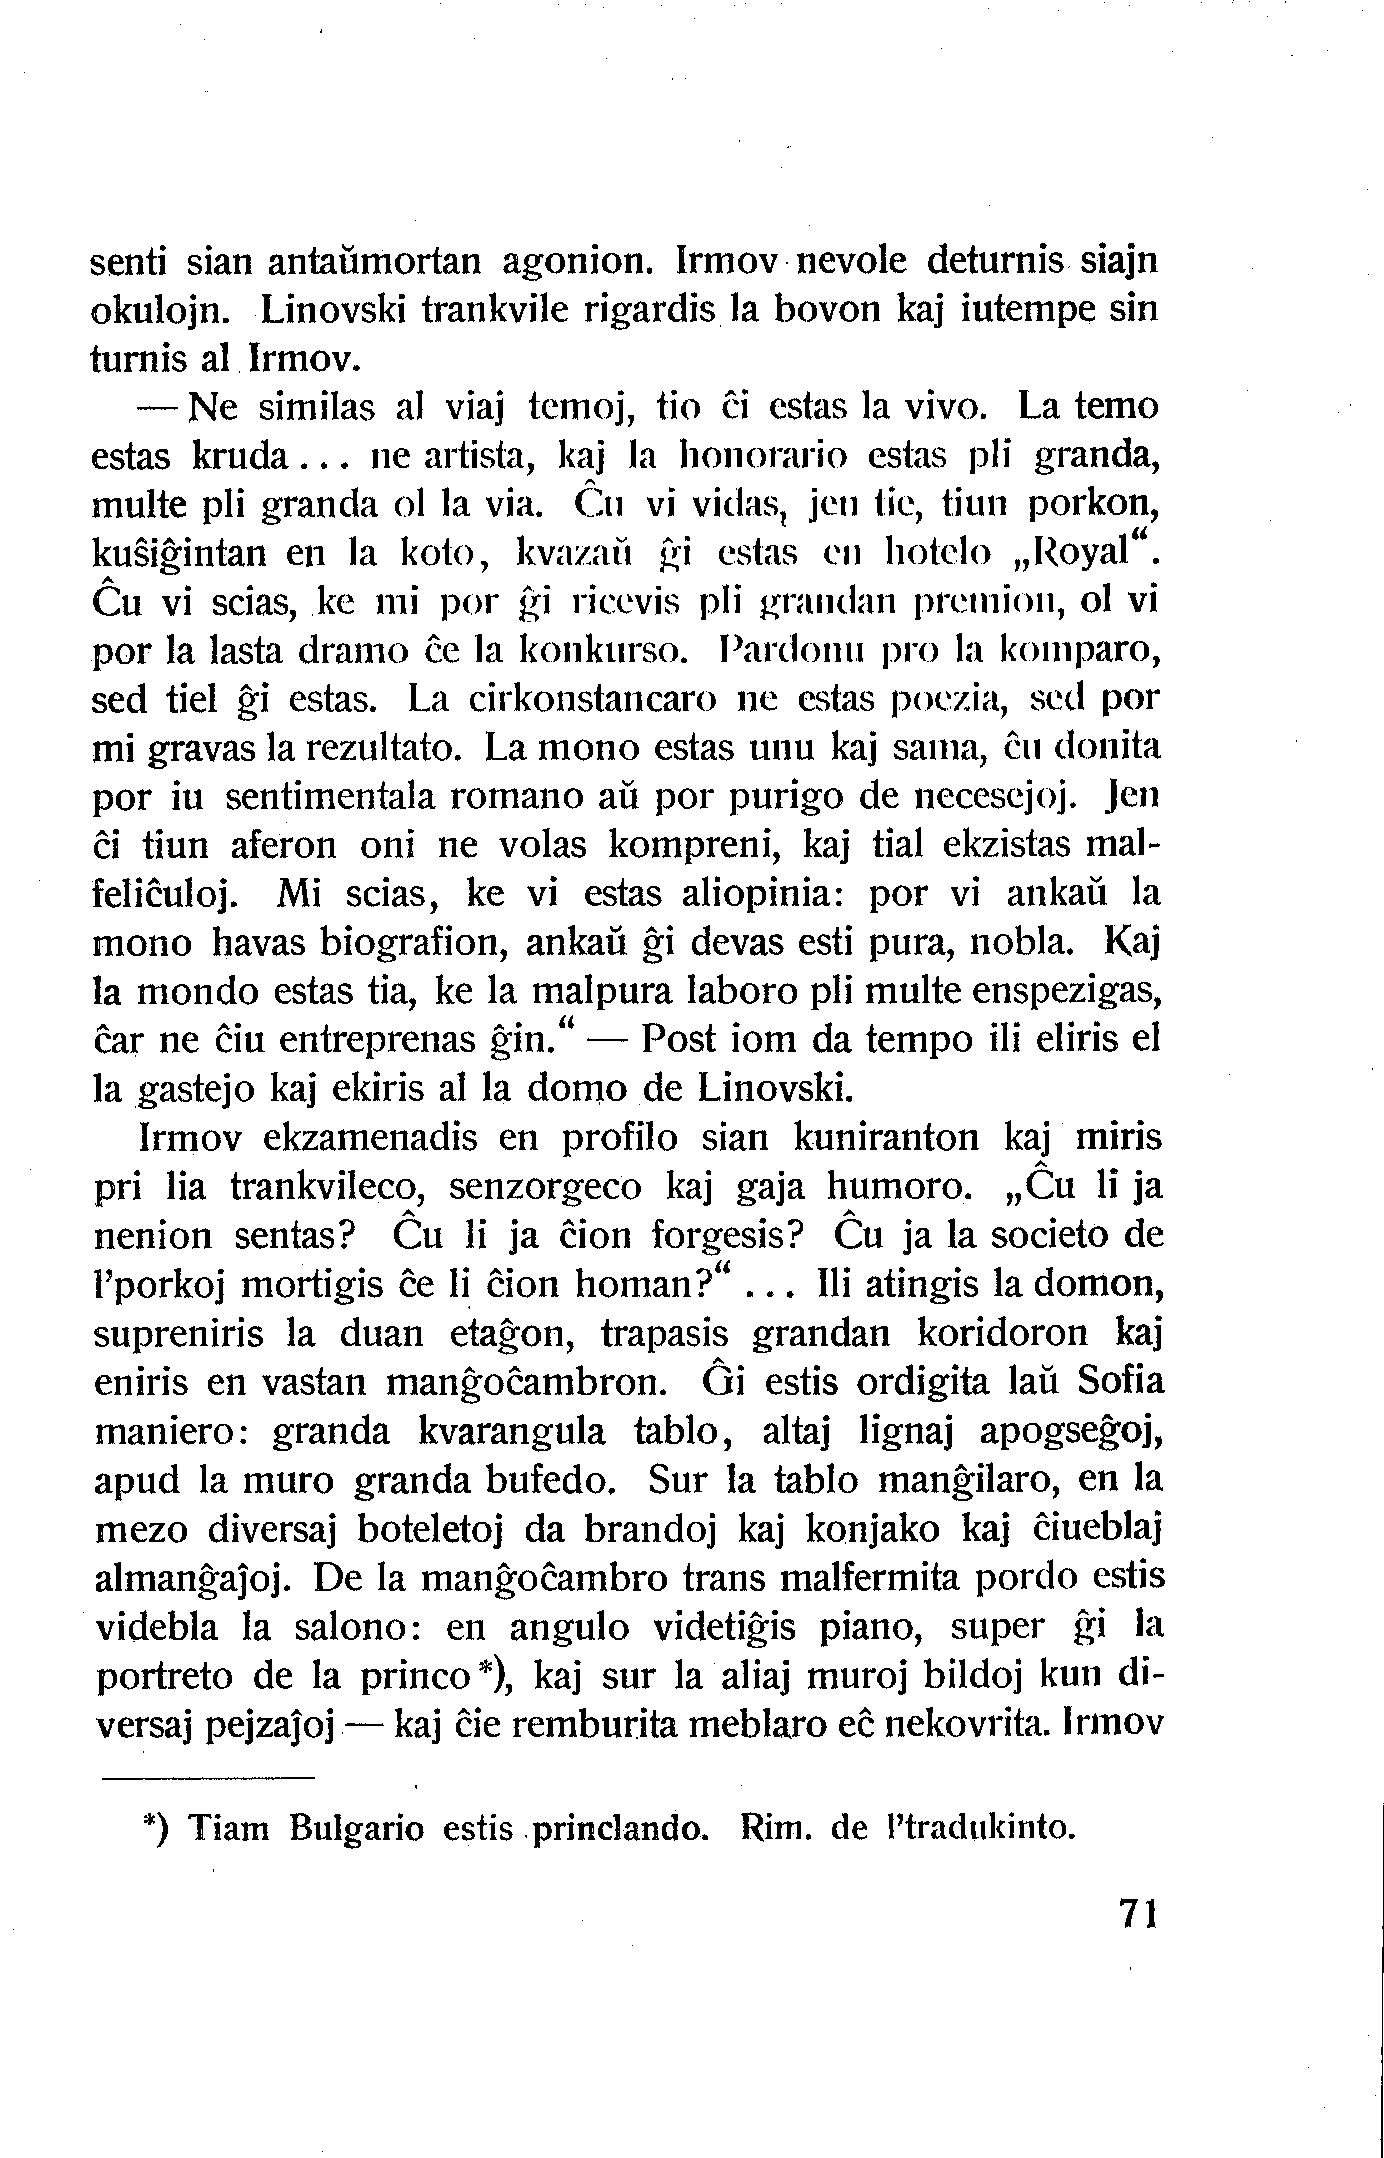 senti sian antaŭmortan agonion. Irmov nevole deturnis siajn
okulojn. Linovski trankvile rigardis la bovon kaj iutempe sin
turnis al Irmov.
— Ne similas al viaj temoj, tio ĉi estas la vivo. La temo
estas kruda... ne artista, kaj la honorario estas pli granda,
multe pli granda ol la via. Ĉu vi vidas, jen tie, tiun porkon,
kuŝiĝintan en la koto, kvazaŭ ĝi estas en hotelo „Royal“.
Ĉu vi scias, ke mi por ĝi ricevis pli grandan premion, ol vi
por la lasta dramo ĉe la konkurso. Pardonu pro la komparo,
sed tiel ĝi estas. La cirkonstancaro ne estas poezia, sed por
mi gravas la rezultato. La mono estas unu kaj sama, ĉu donita
por iu sentimentala romano aŭ por purigo de necesejoj. Jen
ĉi tiun aferon oni ne volas kompreni, kaj tial ekzistas mal-
feliĉuloj. Mi scias, ke vi estas aliopinia: por vi ankaŭ la
mono havas biografion, ankaŭ ĝi devas esti pura, nobla. Kaj
la mondo estas tia, ke la malpura laboro pli multe enspezigas,
ĉar ne ĉiu entreprenas ĝin.“ — Post iom da tempo ili eliris el
la gastejo kaj ekiris al la domo de Linovski.
Irmov ekzamenadis en profilo sian kuniranton kaj miris
pri lia trankvileco, senzorgeco kaj gaja humoro. „Ĉu li ja
nenion sentas? Ĉu li ja ĉion forgesis? Ĉu ja la societo de
l'porkoj mortigis ĉe li ĉion homan?“ ... Ili atingis la domon,
supreniris la duan etaĝon, trapasis grandan koridoron kaj
eniris en vastan manĝoĉambron. Ĝi estis ordigita laŭ Sofia
maniero: granda kvarangula tablo, altaj lignaj apogseĝoj,
apud la muro granda bufedo. Sur la tablo manĝilaro, en la
mezo diversaj boteletoj da brandoj kaj konjako kaj ĉiueblaj
almanĝaĵoj. De la manĝoĉambro trans malfermita pordo estis
videbla la salono: en angulo videtiĝis piano, super ĝi la
portreto de la princo *), kaj sur la aliaj muroj bildoj kun di-
versaj pejzaĵoj — kaj ĉie remburita meblaro eĉ nekovrita. Irmov
*) Tiam Bulgario estis princlando. Rim. de l'tradukinto.
71